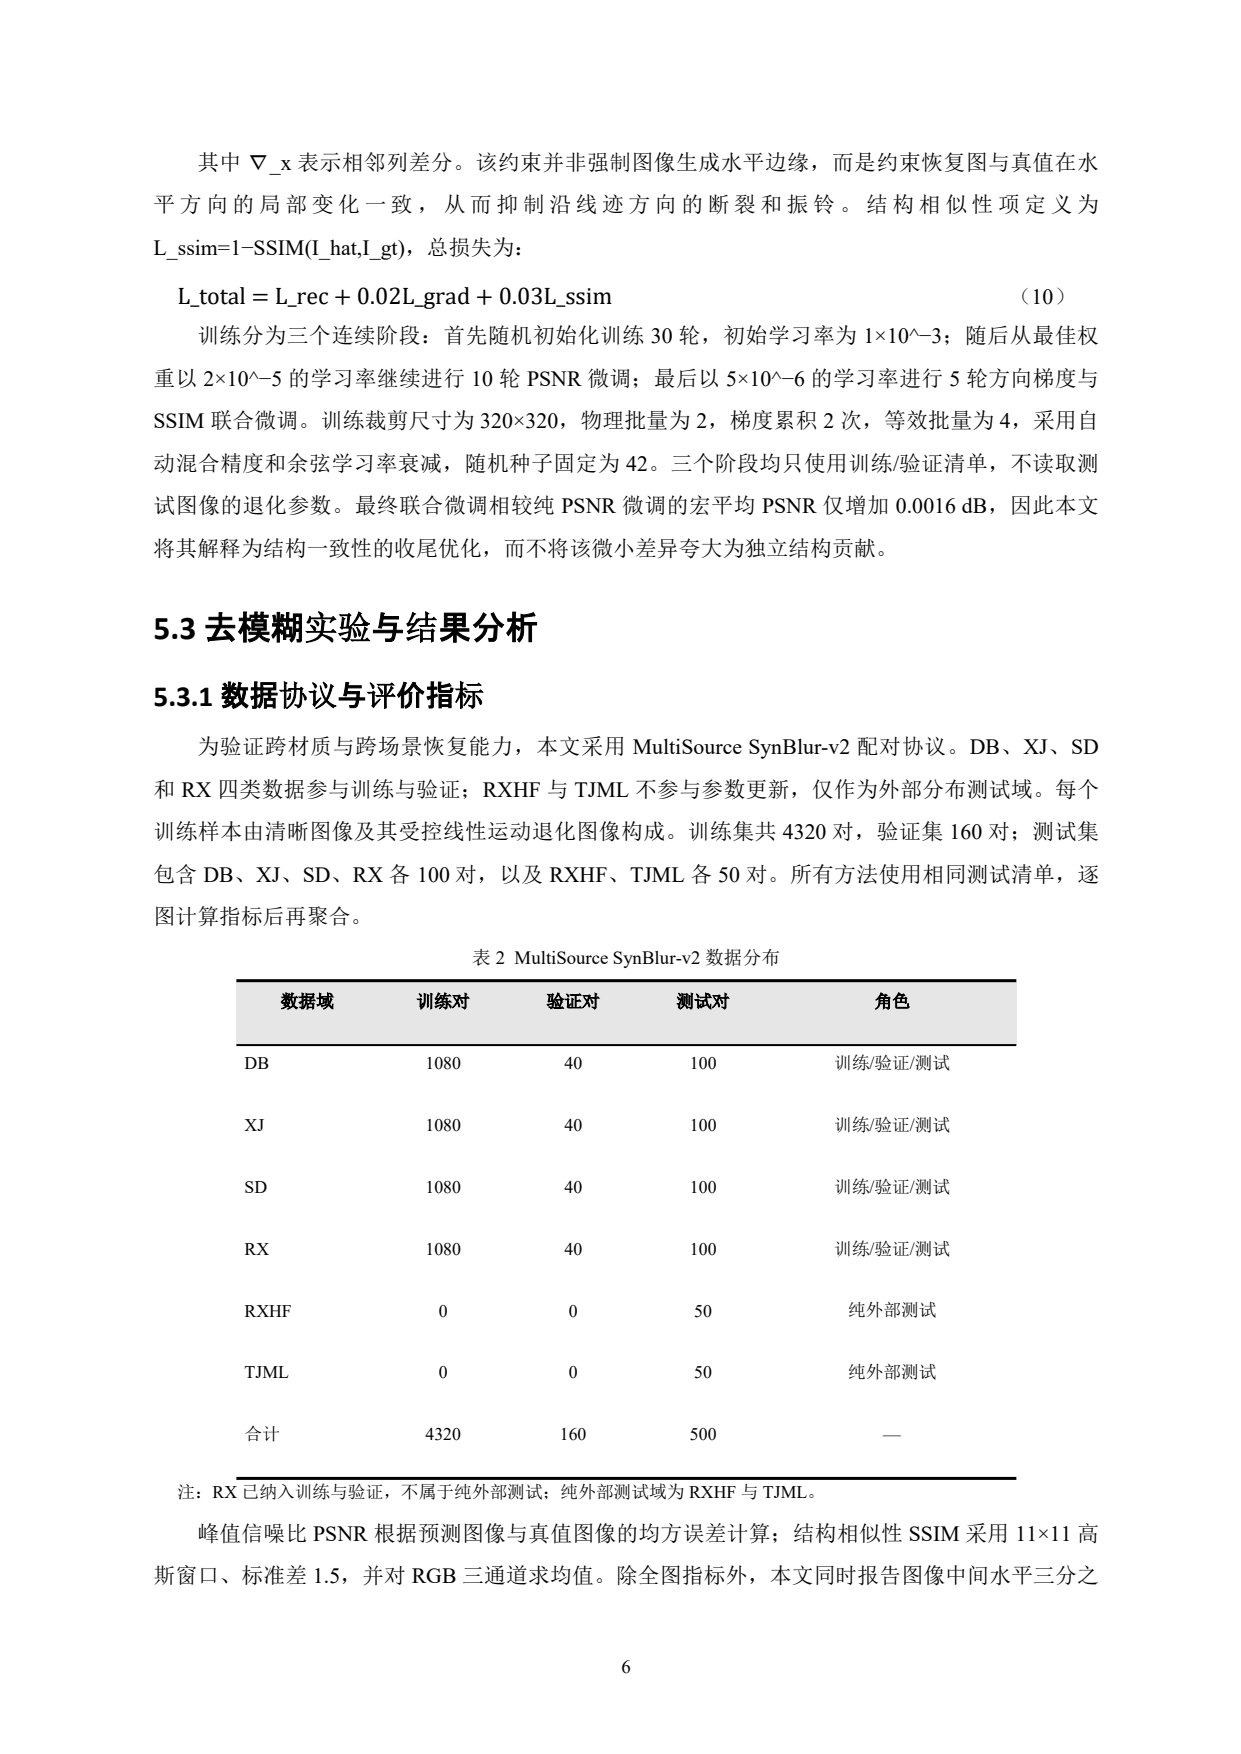 其中 ∇_x 表示相邻列差分。该约束并非强制图像生成水平边缘，而是约束恢复图与真值在水
平方向的局部变化一致，从而抑制沿线迹方向的断裂和振铃。结构相似性项定义为
L_ssim=1−SSIM(I_hat,I_gt)，总损失为：
L_total = L_rec + 0.02L_grad + 0.03L_ssim （10）
训练分为三个连续阶段：首先随机初始化训练 30 轮，初始学习率为 1×10^−3；随后从最佳权
重以 2×10^−5 的学习率继续进行 10 轮 PSNR 微调；最后以 5×10^−6 的学习率进行 5 轮方向梯度与
SSIM 联合微调。训练裁剪尺寸为 320×320，物理批量为 2，梯度累积 2 次，等效批量为 4，采用自
动混合精度和余弦学习率衰减，随机种子固定为 42。三个阶段均只使用训练/验证清单，不读取测
试图像的退化参数。最终联合微调相较纯 PSNR 微调的宏平均 PSNR 仅增加 0.0016 dB，因此本文
将其解释为结构一致性的收尾优化，而不将该微小差异夸大为独立结构贡献。
5.3 去模糊实验与结果分析
5.3.1 数据协议与评价指标
为验证跨材质与跨场景恢复能力，本文采用 MultiSource SynBlur-v2 配对协议。DB、XJ、SD
和 RX 四类数据参与训练与验证；RXHF 与 TJML 不参与参数更新，仅作为外部分布测试域。每个
训练样本由清晰图像及其受控线性运动退化图像构成。训练集共 4320 对，验证集 160 对；测试集
包含 DB、XJ、SD、RX 各 100 对，以及 RXHF、TJML 各 50 对。所有方法使用相同测试清单，逐
图计算指标后再聚合。
表 2 MultiSource SynBlur-v2 数据分布
数据域 训练对 验证对 测试对 角色
DB 1080 40 100 训练/验证/测试
XJ 1080 40 100 训练/验证/测试
SD 1080 40 100 训练/验证/测试
RX 1080 40 100 训练/验证/测试
RXHF 0 0 50 纯外部测试
TJML 0 0 50 纯外部测试
合计 4320 160 500 —
注：RX 已纳入训练与验证，不属于纯外部测试；纯外部测试域为 RXHF 与 TJML。
峰值信噪比 PSNR 根据预测图像与真值图像的均方误差计算；结构相似性 SSIM 采用 11×11 高
斯窗口、标准差 1.5，并对 RGB 三通道求均值。除全图指标外，本文同时报告图像中间水平三分之
6